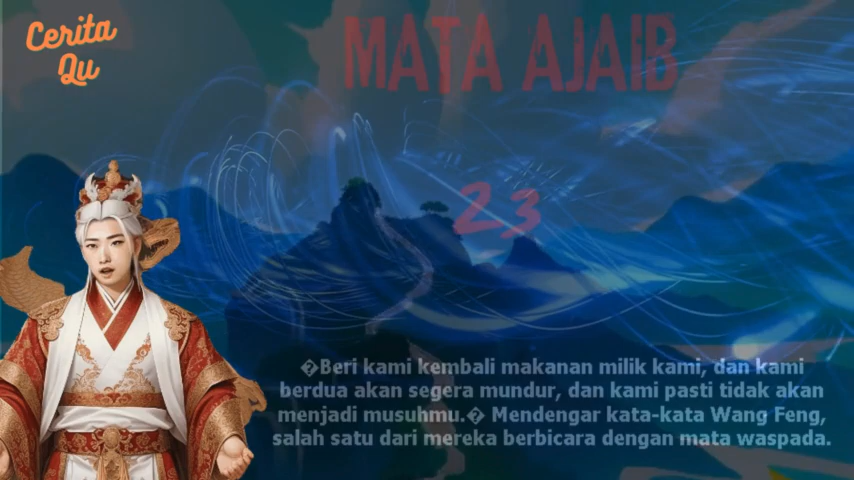 Cerita
Qu
MATA AJAIB
23
�Beri kami kembali makanan milik kami, dan kami
berdua akan segera mundur, dan kami pasti tidak akan
menjadi musuhmu.� Mendengar kata-kata Wang Feng,
salah satu dari mereka berbicara dengan mata waspada.